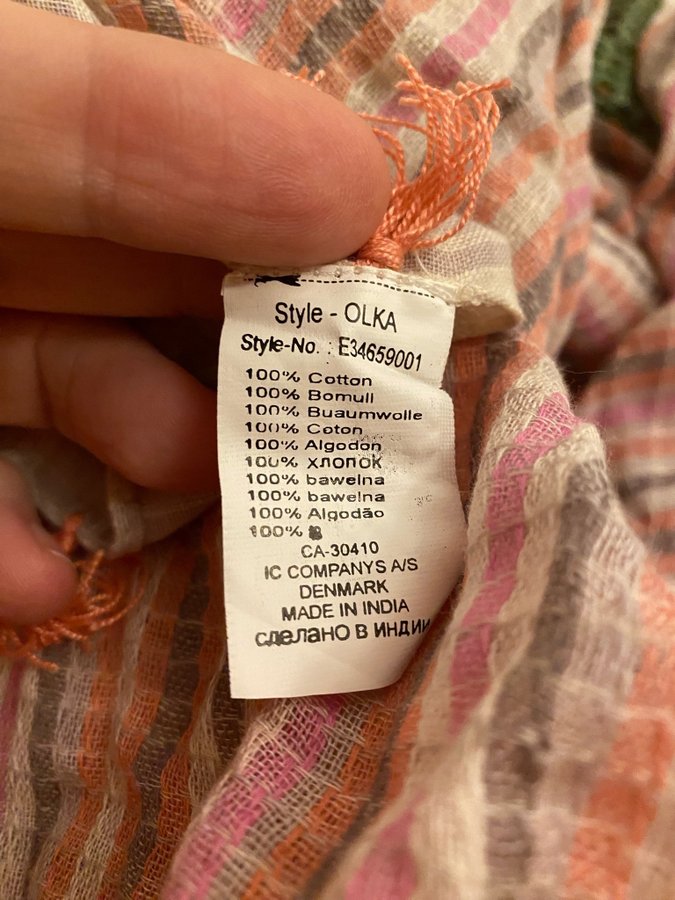 Style - OLKA
Style-No. : E34659001
100% Cotton
100% Bomull
100% Buaumwolle
100% Coton
100% Algodon
100% хлопок
100% bawelna
100% bawelna
100% Algodão
100%
CA-30410
IC COMPANYS A/S
DENMARK
MADE IN INDIA
сделано в индии